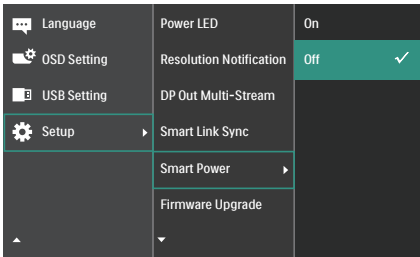 Language
OSD Setting
USB Setting
Setup
Power LED
Resolution Notification
DP Out Multi-Stream
Smart Link Sync
Smart Power
Firmware Upgrade
On
Off